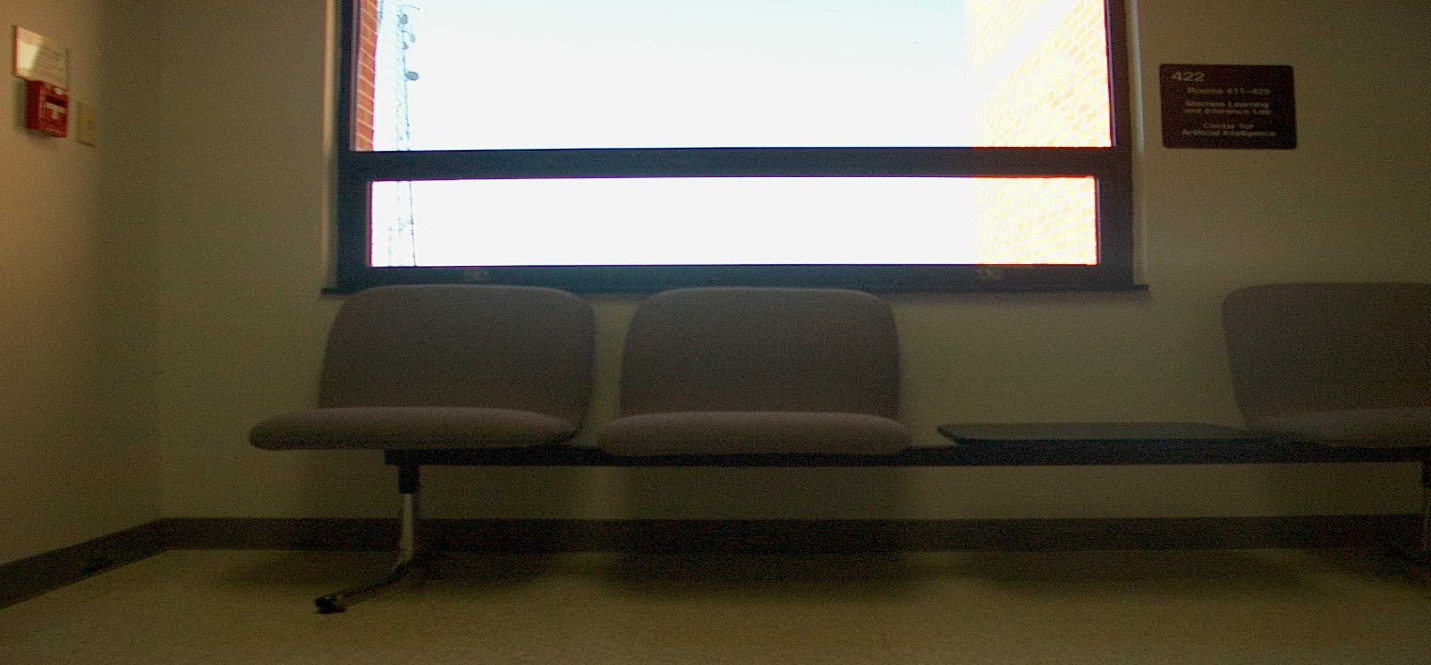 422
Rooms 411-429
Machine Learning
and Inference Lab
Center for
Artificial Intelligence